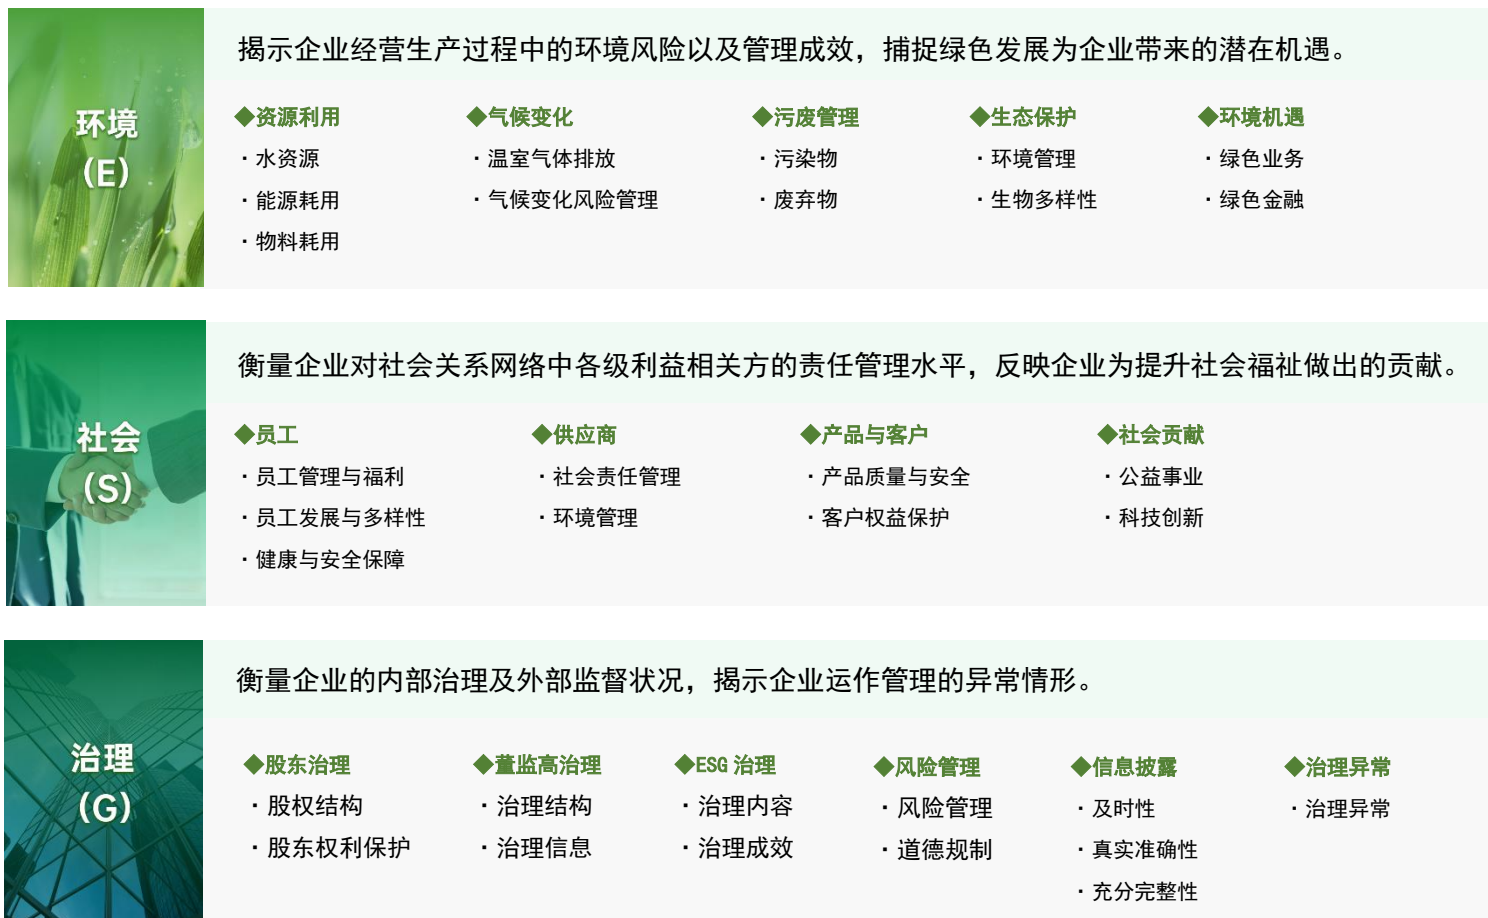 环境
(E)
揭示企业经营生产过程中的环境风险以及管理成效，捕捉绿色发展为企业带来的潜在机遇。
◆资源利用
·水资源
·能源耗用
·物料耗用
◆气候变化
·温室气体排放
·气候变化风险管理
◆污废管理
·污染物
·废弃物
◆生态保护
·环境管理
·生物多样性
◆环境机遇
·绿色业务
·绿色金融
社会
(S)
衡量企业对社会关系网络中各级利益相关方的责任管理水平，反映企业为提升社会福祉做出的贡献。
◆员工
·员工管理与福利
·员工发展与多样性
·健康与安全保障
◆供应商
·社会责任管理
·环境管理
◆产品与客户
·产品质量与安全
·客户权益保护
◆社会贡献
·公益事业
·科技创新
治理
(G)
衡量企业的内部治理及外部监督状况，揭示企业运作管理的异常情形。
◆股东治理
·股权结构
·股东权利保护
◆董监高治理
·治理结构
·治理信息
◆ESG 治理
·治理内容
·治理成效
◆风险管理
·风险管理
·道德规制
◆信息披露
·及时性
·真实准确性
·充分完整性
◆治理异常
·治理异常